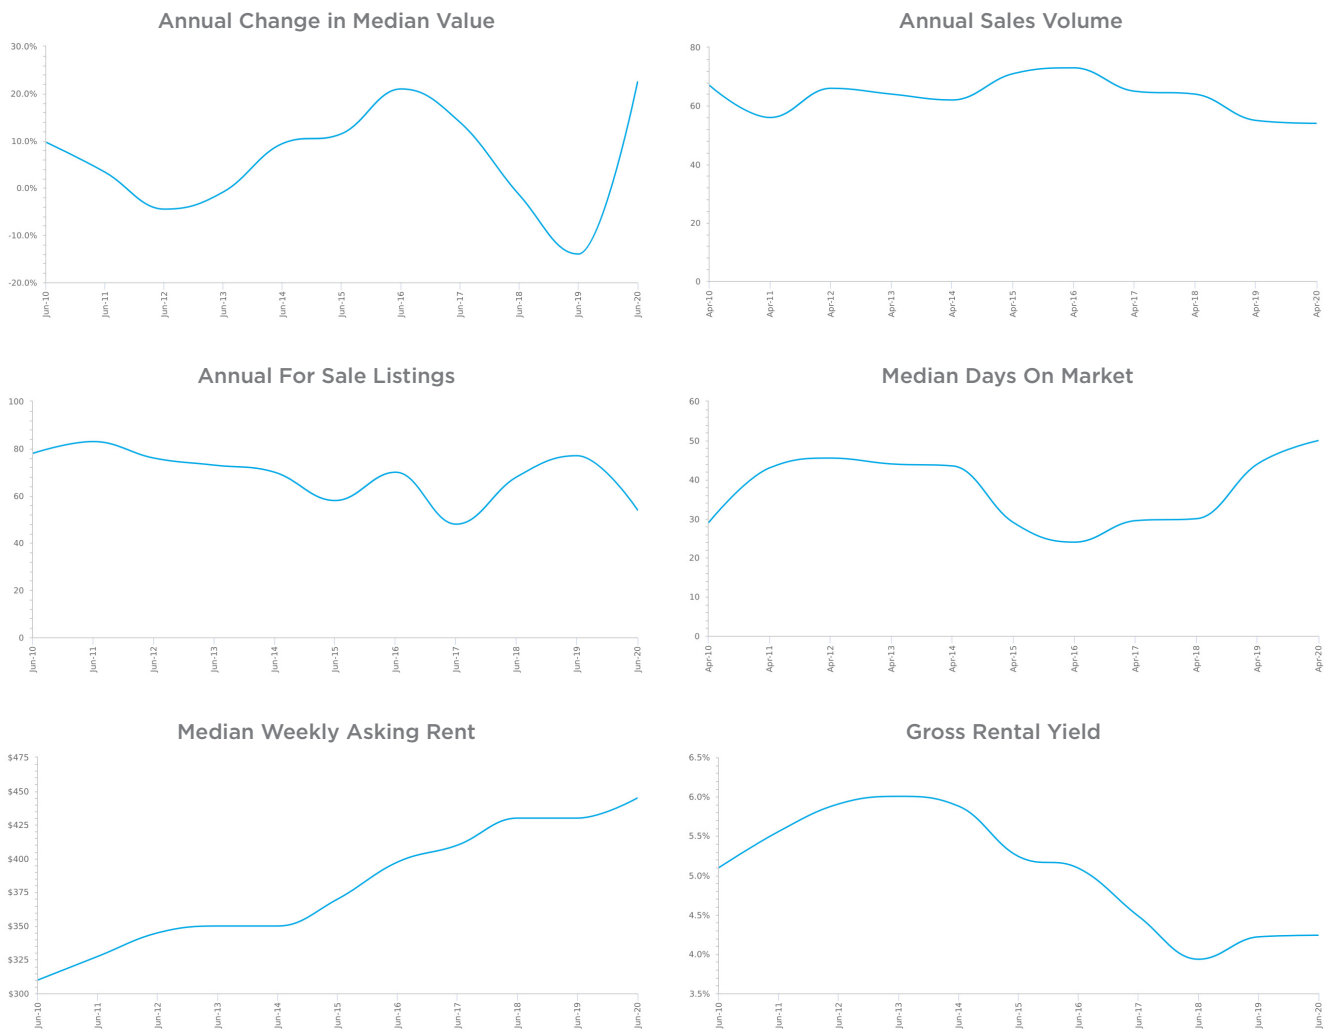 Annual Change in Median Value
30.0%
20.0%
10.0%
0.0%
-10.0%
-20.0%
Jun-10
Jun-11
Jun-12
Jun-13
Jun-14
Jun-15
Jun-16
Jun-17
Jun-18
Jun-19
Jun-20
Annual Sales Volume
80
60
40
20
0
Apr-10
Apr-11
Apr-12
Apr-13
Apr-14
Apr-15
Apr-16
Apr-17
Apr-18
Apr-19
Apr-20
Annual For Sale Listings
100
80
60
40
20
0
Jun-10
Jun-11
Jun-12
Jun-13
Jun-14
Jun-15
Jun-16
Jun-17
Jun-18
Jun-19
Jun-20
Median Days On Market
60
50
40
30
20
10
0
Apr-10
Apr-11
Apr-12
Apr-13
Apr-14
Apr-15
Apr-16
Apr-17
Apr-18
Apr-19
Apr-20
Median Weekly Asking Rent
$475
$450
$425
$400
$375
$350
$325
$300
Jun-10
Jun-11
Jun-12
Jun-13
Jun-14
Jun-15
Jun-16
Jun-17
Jun-18
Jun-19
Jun-20
Gross Rental Yield
6.5%
6.0%
5.5%
5.0%
4.5%
4.0%
3.5%
Jun-10
Jun-11
Jun-12
Jun-13
Jun-14
Jun-15
Jun-16
Jun-17
Jun-18
Jun-19
Jun-20